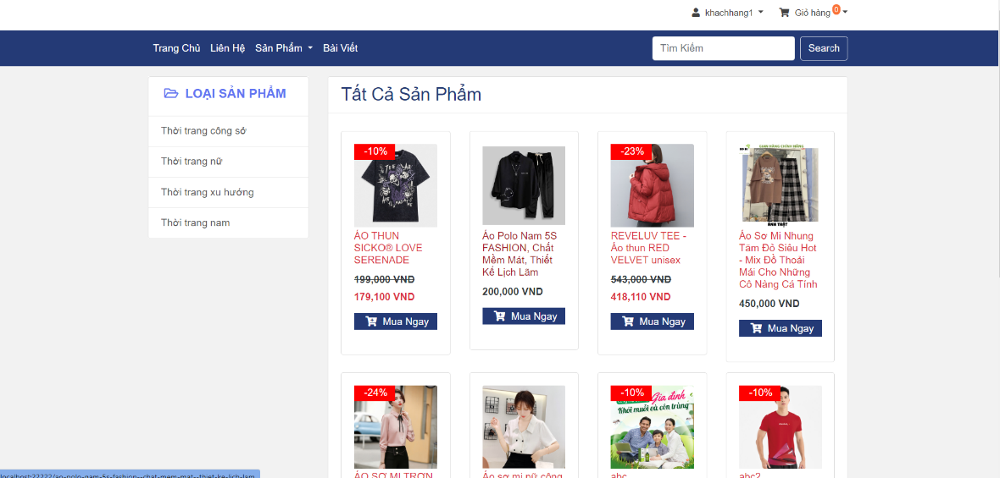 khachhang1
Giỏ hàng 0
Trang Chủ Liên Hệ Sản Phẩm Bài Viết
Tìm Kiếm
Search
LOẠI SẢN PHẨM
Thời trang công sở
Thời trang nữ
Thời trang xu hướng
Thời trang nam
Tất Cả Sản Phẩm
-10%
TEE LAB
ÁO THUN
SICKO® LOVE
SERENADE
199,000 VND
179,100 VND
Mua Ngay
Áo Polo Nam 5S
FASHION, Chất
Mềm Mát, Thiết
Kế Lịch Lãm
200,000 VND
Mua Ngay
-23%
REVELUV TEE -
Áo thun RED
VELVET unisex
543,000 VND
418,110 VND
Mua Ngay
ẢNH THẬT
Áo Sơ Mi Nhung
Tăm Đỏ Siêu Hot
- Mix Đồ Thoải
Mái Cho Những
Cô Nàng Cá Tính
450,000 VND
Mua Ngay
-24%
ÁO SƠ MI TRƠN
Áo sơ mi nữ công
-10%
Gia đình
Khỏi muỗi và côn trùng
abc
-10%
abc2
localhost:22222/ao-polo-nam-5s-fashion--chat-mem-mat--thiet-ke-lich-lam